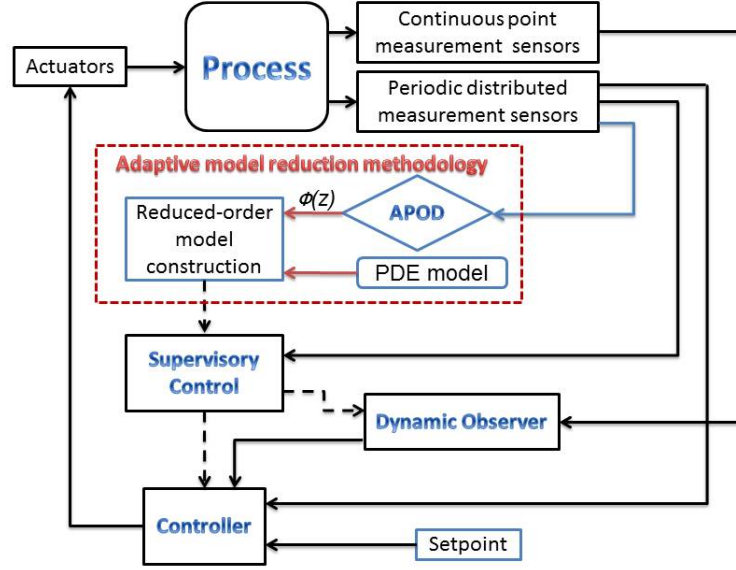 Continuous point
measurement sensors
Actuators
Process
Periodic distributed
measurement sensors
Adaptive model reduction methodology
Φ(z)
APOD
Reduced-order
model
construction
PDE model
Supervisory
Control
Dynamic Observer
Controller
Setpoint